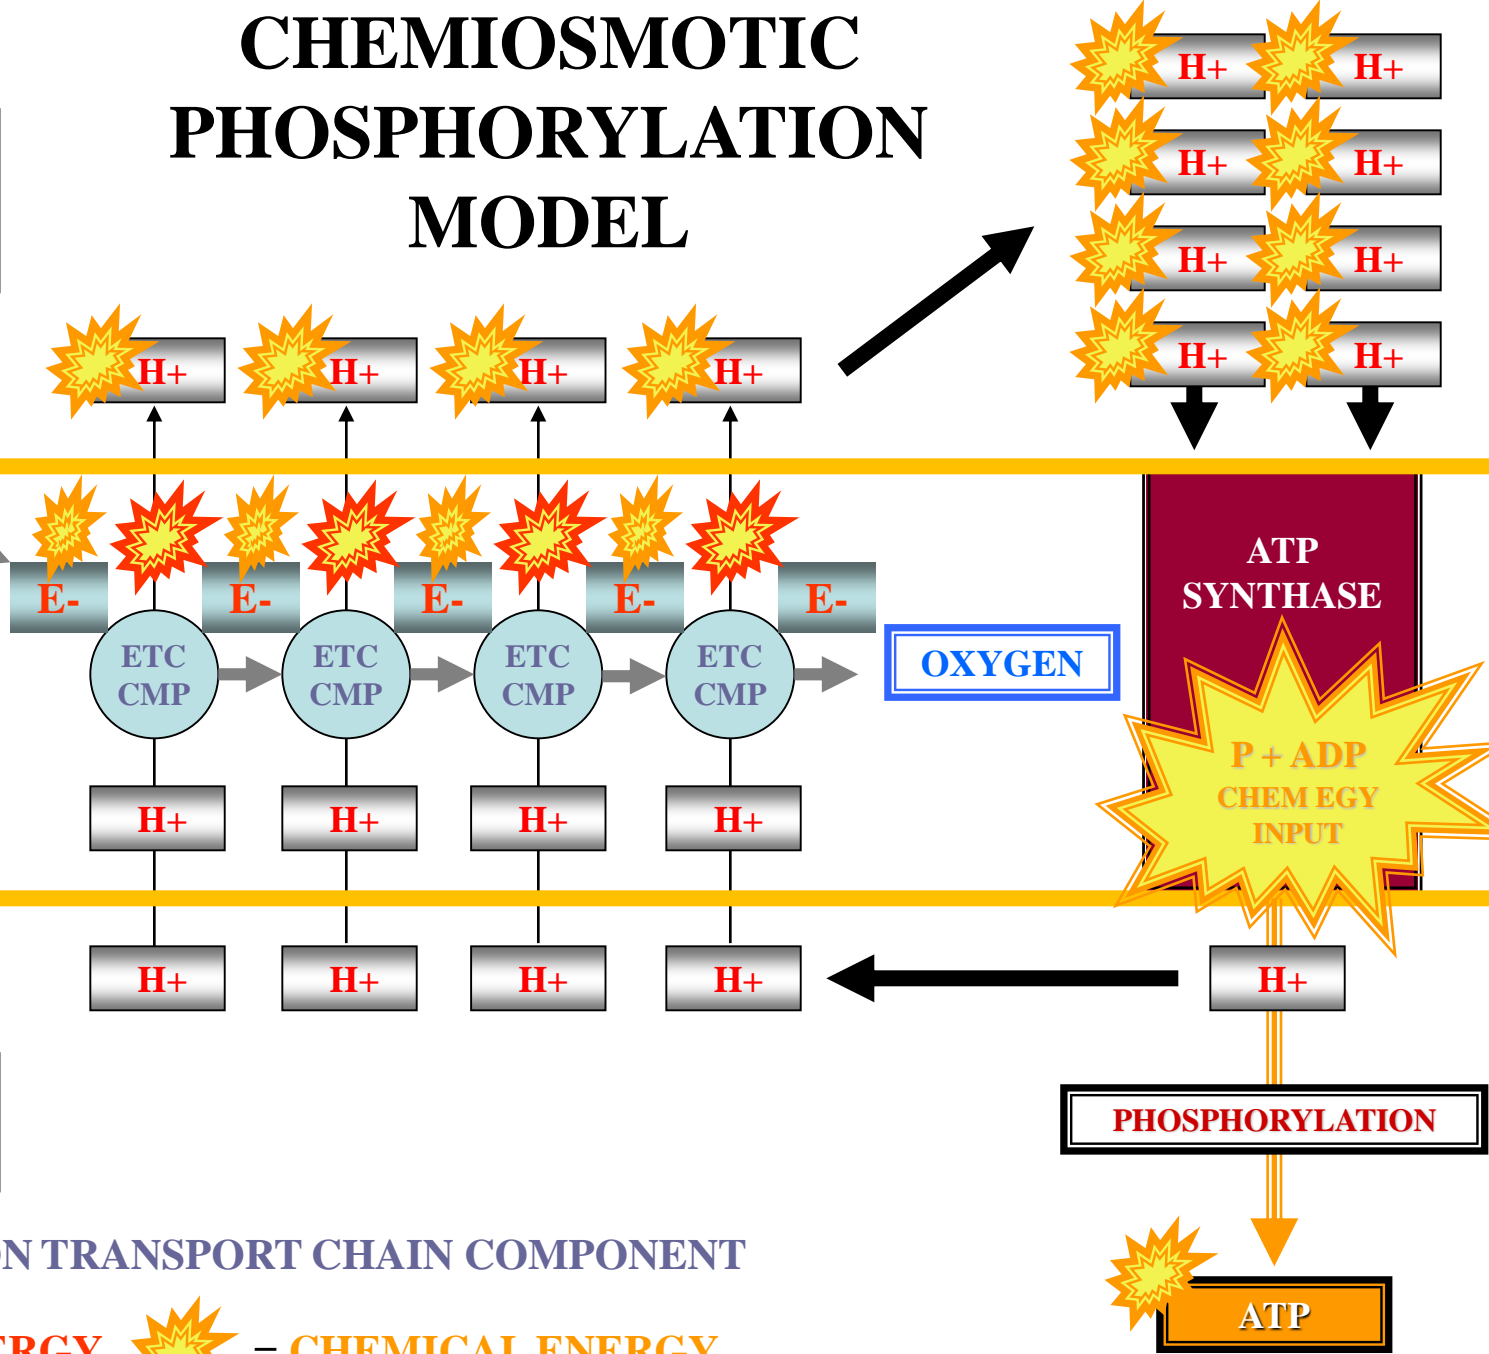 CHEMIOSMOTIC
PHOSPHORYLATION
MODEL
H+ H+
H+ H+
H+ H+
H+ H+
H+ H+ H+ H+
E- E- E- E- E-
ETC
CMP
ETC
CMP
ETC
CMP
ETC
CMP
OXYGEN
ATP
SYNTHASE
P + ADP
CHEM EGY
INPUT
H+ H+ H+ H+
H+ H+ H+ H+ H+
PHOSPHORYLATION
ATP
TRANSPORT CHAIN COMPONENT
= CHEMICAL ENERGY